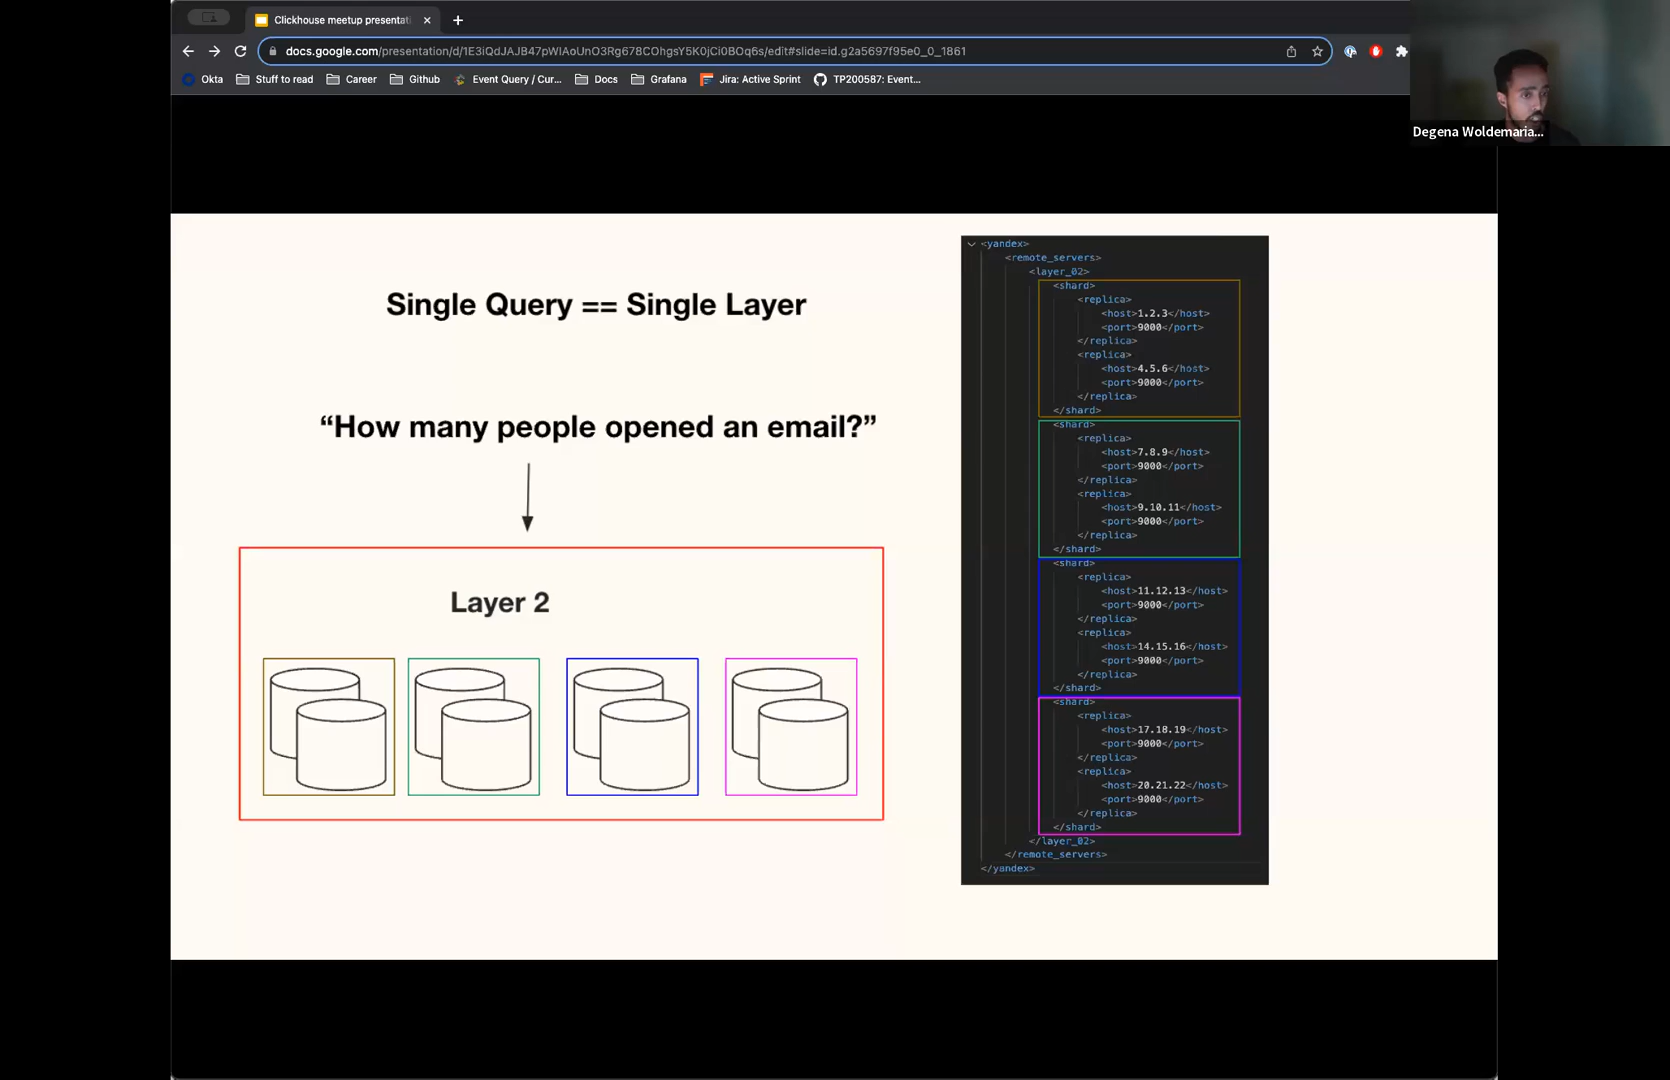 Clickhouse meetup presentati
docs.google.com/presentation/d/1E3iQdJAJB47pWIAoUnO3Rg678COhgsY5K0jCi0BOq6s/edit#slide=id.g2a5697f95e0_0_1861
Okta
Stuff to read
Career
Github
Event Query / Cur...
Docs
Grafana
Jira: Active Sprint
TP200587: Event...
Degena Woldemaria...
Single Query == Single Layer
“How many people opened an email?”
Layer 2
<yandex>
<remote_servers>
<layer_02>
<shard>
<replica>
<host>1.2.3</host>
<port>9000</port>
</replica>
<replica>
<host>4.5.6</host>
<port>9000</port>
</replica>
</shard>
<shard>
<replica>
<host>7.8.9</host>
<port>9000</port>
</replica>
<replica>
<host>9.10.11</host>
<port>9000</port>
</replica>
</shard>
<shard>
<replica>
<host>11.12.13</host>
<port>9000</port>
</replica>
<replica>
<host>14.15.16</host>
<port>9000</port>
</replica>
</shard>
<shard>
<replica>
<host>17.18.19</host>
<port>9000</port>
</replica>
<replica>
<host>20.21.22</host>
<port>9000</port>
</replica>
</shard>
</layer_02>
</remote_servers>
</yandex>